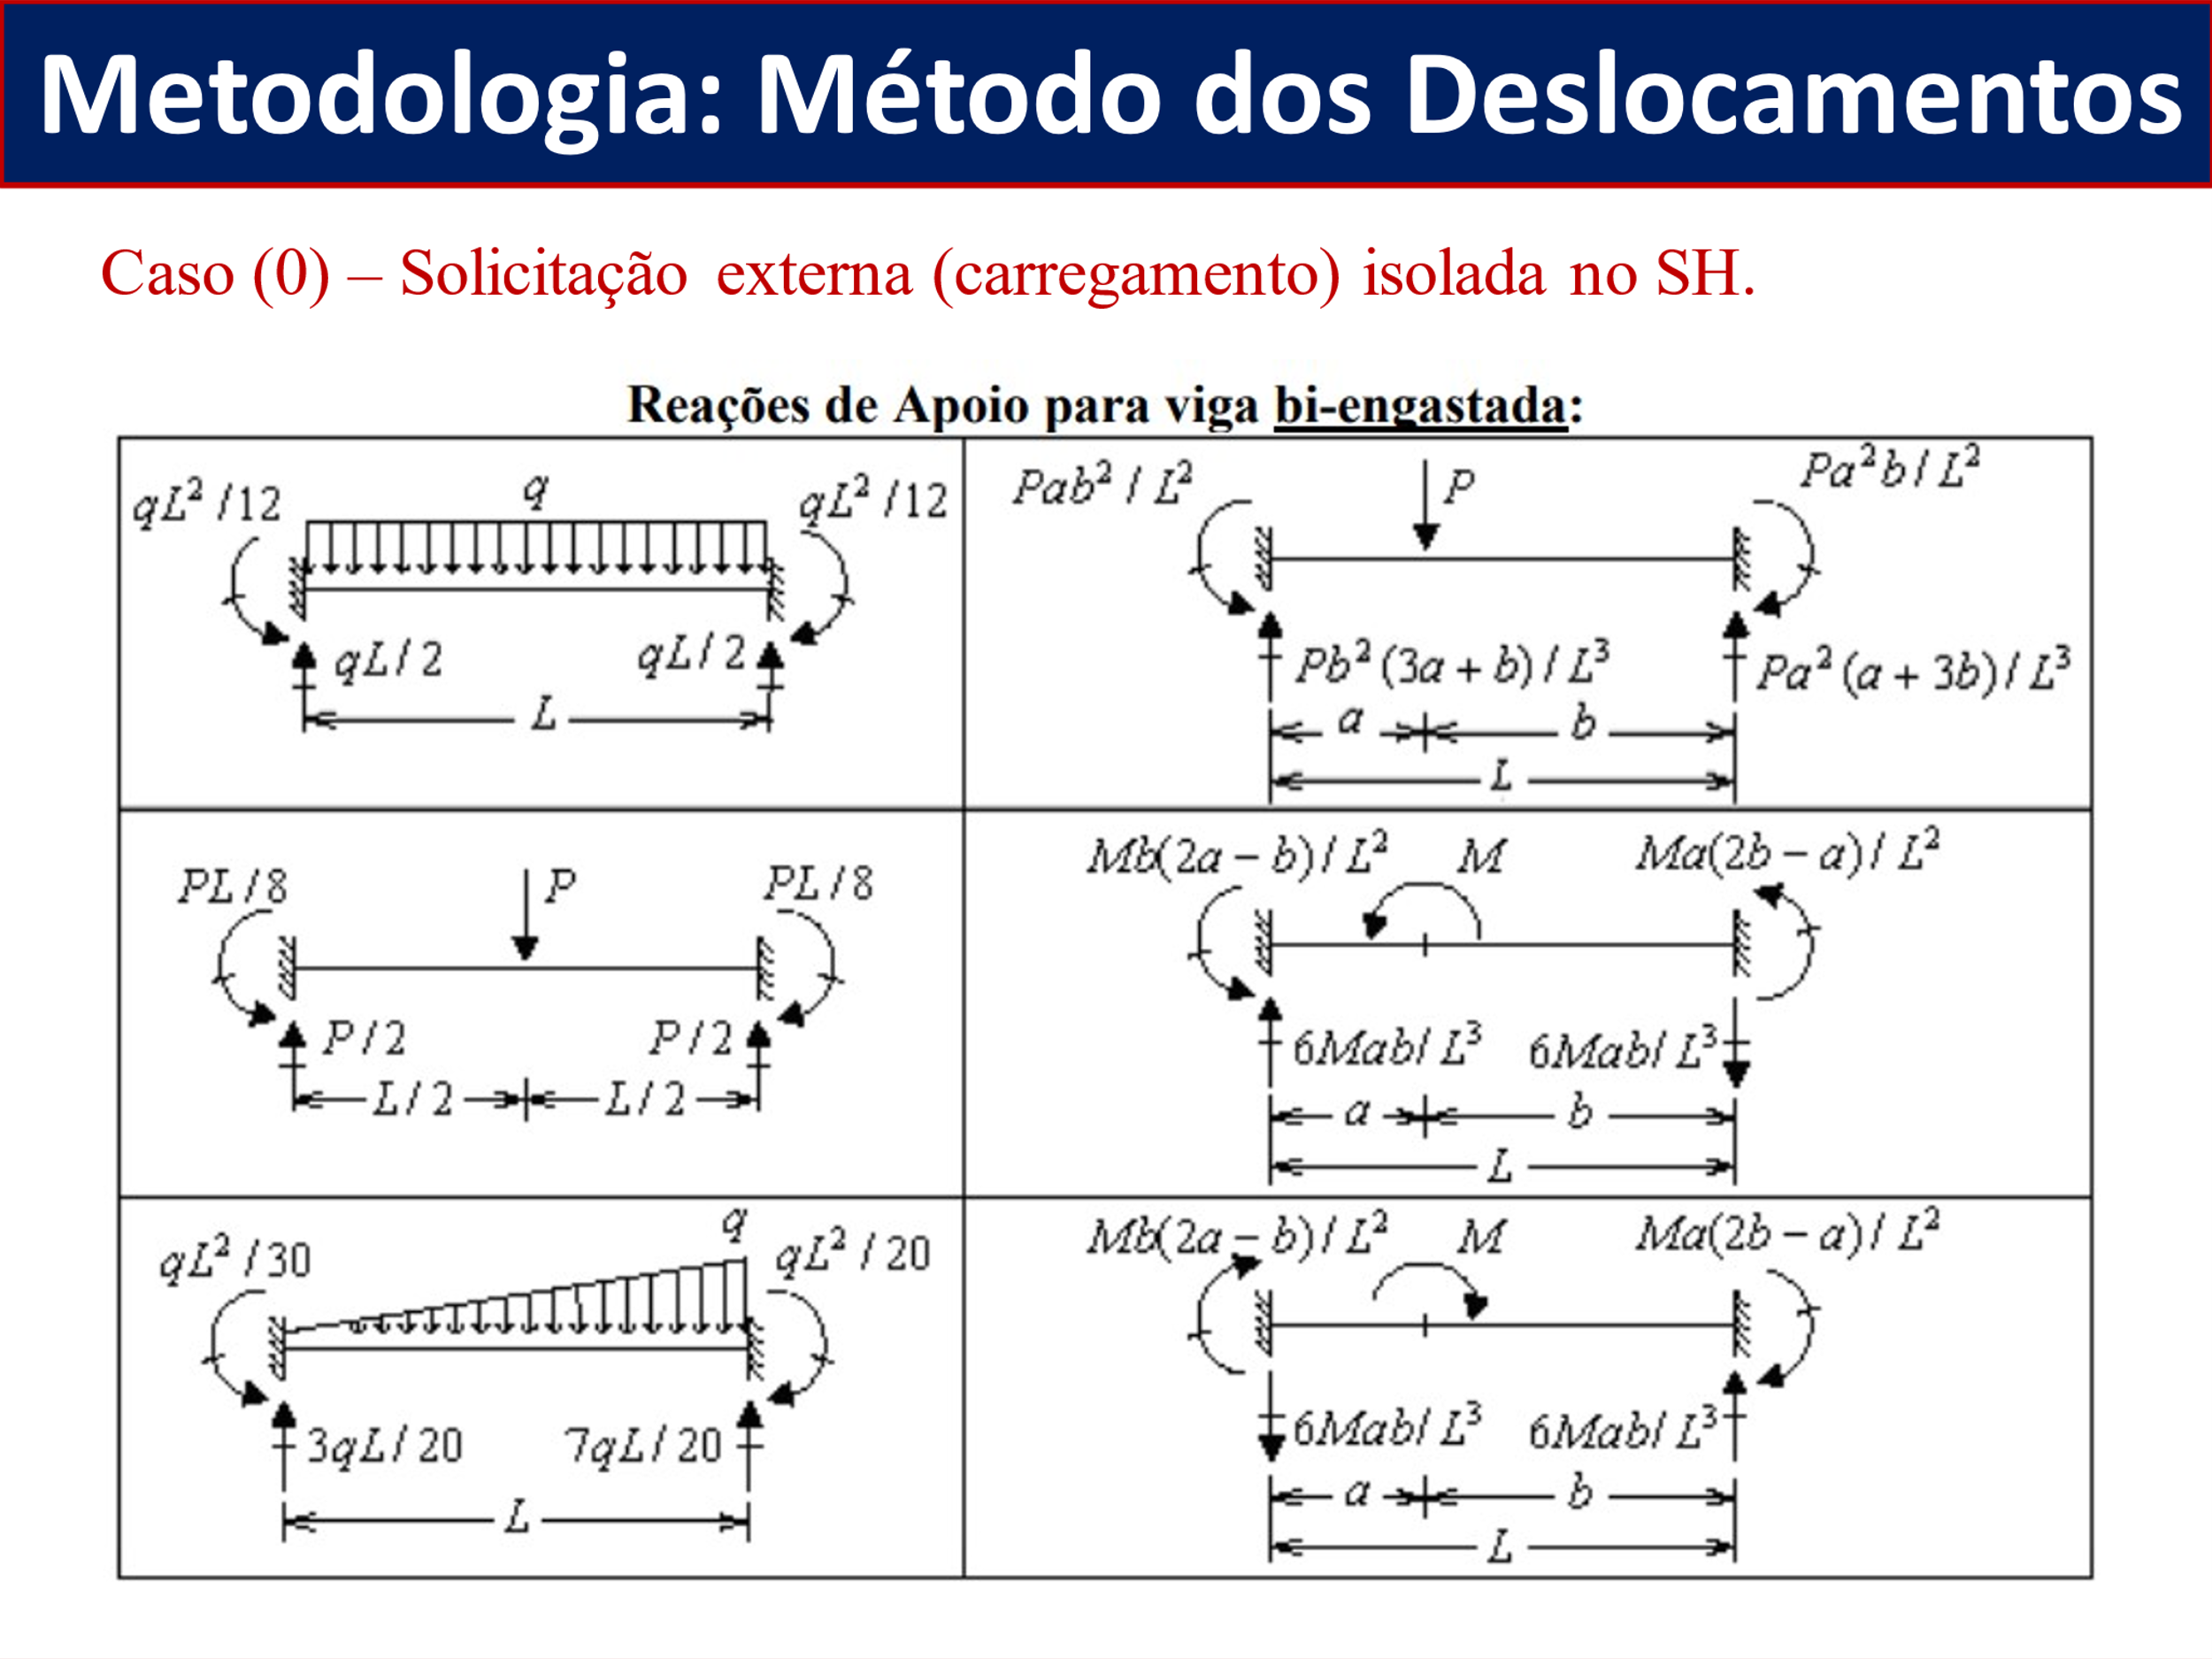 Metodologia: Método dos Deslocamentos
Caso (0) – Solicitação externa (carregamento) isolada no SH.
Reações de Apoio para viga bi-engastada:
qL² /12 q qL² /12
qL/2 qL/2
L
Pab² / L² P Pa²b/ L²
Pb² (3a + b) / L³ Pa² (a + 3b) / L³
a b
L
PL/8 P PL/8
P/2 P/2
L/2 L/2
Mb(2a – b)/ L² M Ma(2b – a)/ L²
6Mab/ L³ 6Mab/ L³
a b
L
qL² /30 q qL² /20
3qL/20 7qL/20
L
Mb(2a – b)/ L² M Ma(2b – a)/ L²
6Mab/ L³ 6Mab/ L³
a b
L